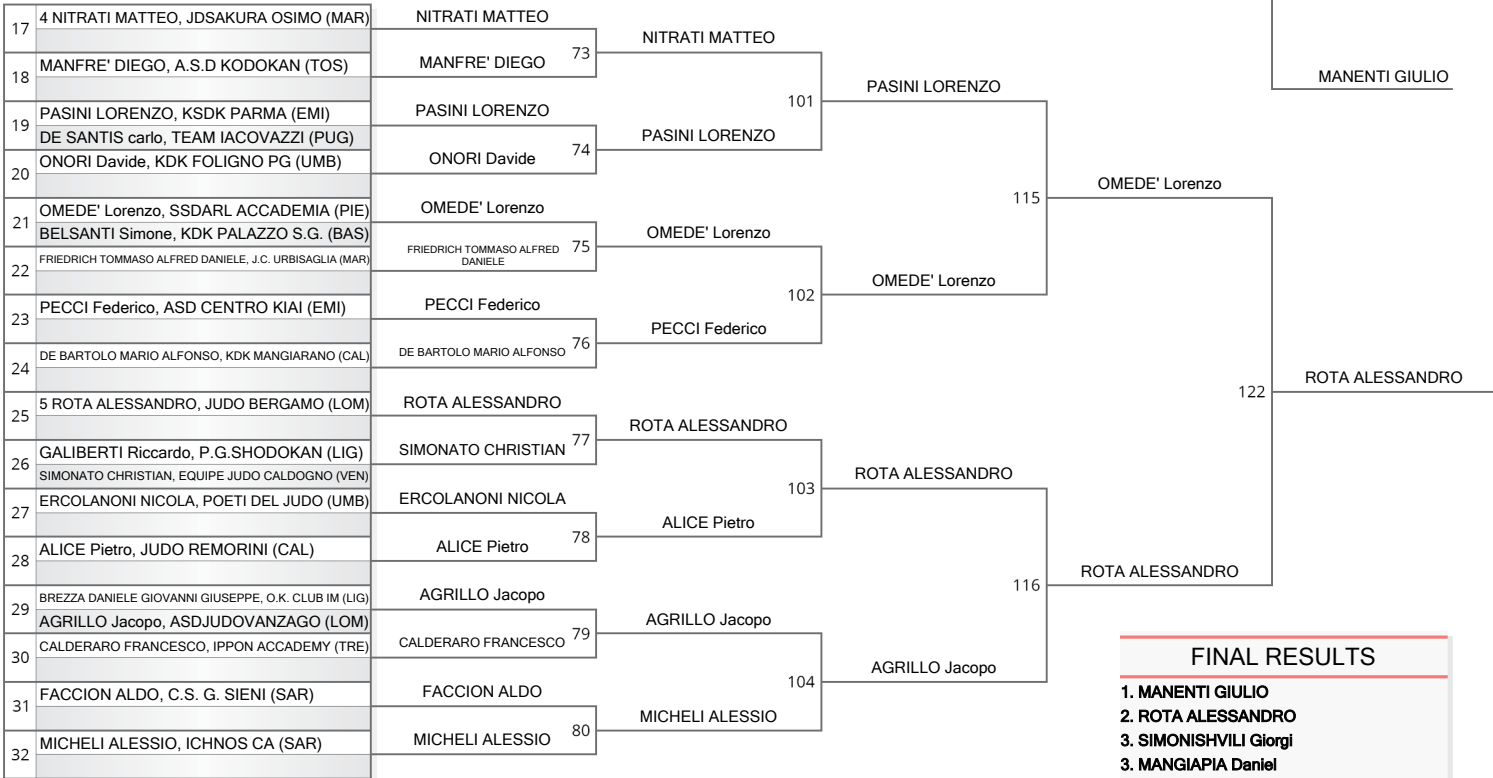 17
4 NITRATI MATTEO, JDSAKURA OSIMO (MAR)
18
MANFRE' DIEGO, A.S.D KODOKAN (TOS)
19
PASINI LORENZO, KSDK PARMA (EMI)
DE SANTIS carlo, TEAM IACOVAZZI (PUG)
20
ONORI Davide, KDK FOLIGNO PG (UMB)
21
OMEDE' Lorenzo, SSDARL ACCADEMIA (PIE)
BELSANTI Simone, KDK PALAZZO S.G. (BAS)
22
FRIEDRICH TOMMASO ALFRED DANIELE, J.C. URBISAGLIA (MAR)
23
PECCI Federico, ASD CENTRO KIAI (EMI)
24
DE BARTOLO MARIO ALFONSO, KDK MANGIARANO (CAL)
25
5 ROTA ALESSANDRO, JUDO BERGAMO (LOM)
26
GALIBERTI Riccardo, P.G.SHODOKAN (LIG)
SIMONATO CHRISTIAN, EQUIPE JUDO CALDOGNO (VEN)
27
ERCOLANONI NICOLA, POETI DEL JUDO (UMB)
28
ALICE Pietro, JUDO REMORINI (CAL)
29
BREZZA DANIELE GIOVANNI GIUSEPPE, O.K. CLUB IM (LIG)
AGRILLO Jacopo, ASDJUDOVANZAGO (LOM)
30
CALDERARO FRANCESCO, IPPON ACCADEMY (TRE)
31
FACCION ALDO, C.S. G. SIENI (SAR)
32
MICHELI ALESSIO, ICHNOS CA (SAR)
NITRATI MATTEO
73
MANFRE' DIEGO
PASINI LORENZO
74
ONORI Davide
OMEDE' Lorenzo
75
FRIEDRICH TOMMASO ALFRED
DANIELE
PECCI Federico
76
DE BARTOLO MARIO ALFONSO
ROTA ALESSANDRO
77
SIMONATO CHRISTIAN
ERCOLANONI NICOLA
78
ALICE Pietro
AGRILLO Jacopo
79
CALDERARO FRANCESCO
FACCION ALDO
80
MICHELI ALESSIO
NITRATI MATTEO
101
PASINI LORENZO
OMEDE' Lorenzo
102
PECCI Federico
ROTA ALESSANDRO
103
ALICE Pietro
AGRILLO Jacopo
104
MICHELI ALESSIO
PASINI LORENZO
115
OMEDE' Lorenzo
ROTA ALESSANDRO
116
AGRILLO Jacopo
OMEDE' Lorenzo
122
ROTA ALESSANDRO
MANENTI GIULIO
ROTA ALESSANDRO
FINAL RESULTS
1. MANENTI GIULIO
2. ROTA ALESSANDRO
3. SIMONISHVILI Giorgi
3. MANGIAPIA Daniel